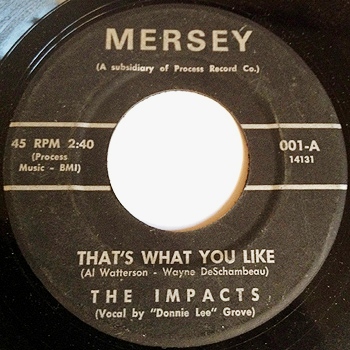 MERSEY
(A subsidiary of Process Record Co.)
45 RPM 2:40
(Process
Music - BMI)
001-A
14131
THAT'S WHAT YOU LIKE
(Al Watterson - Wayne DeSchambeau)
THE IMPACTS
(Vocal by "Donnie Lee" Grove)